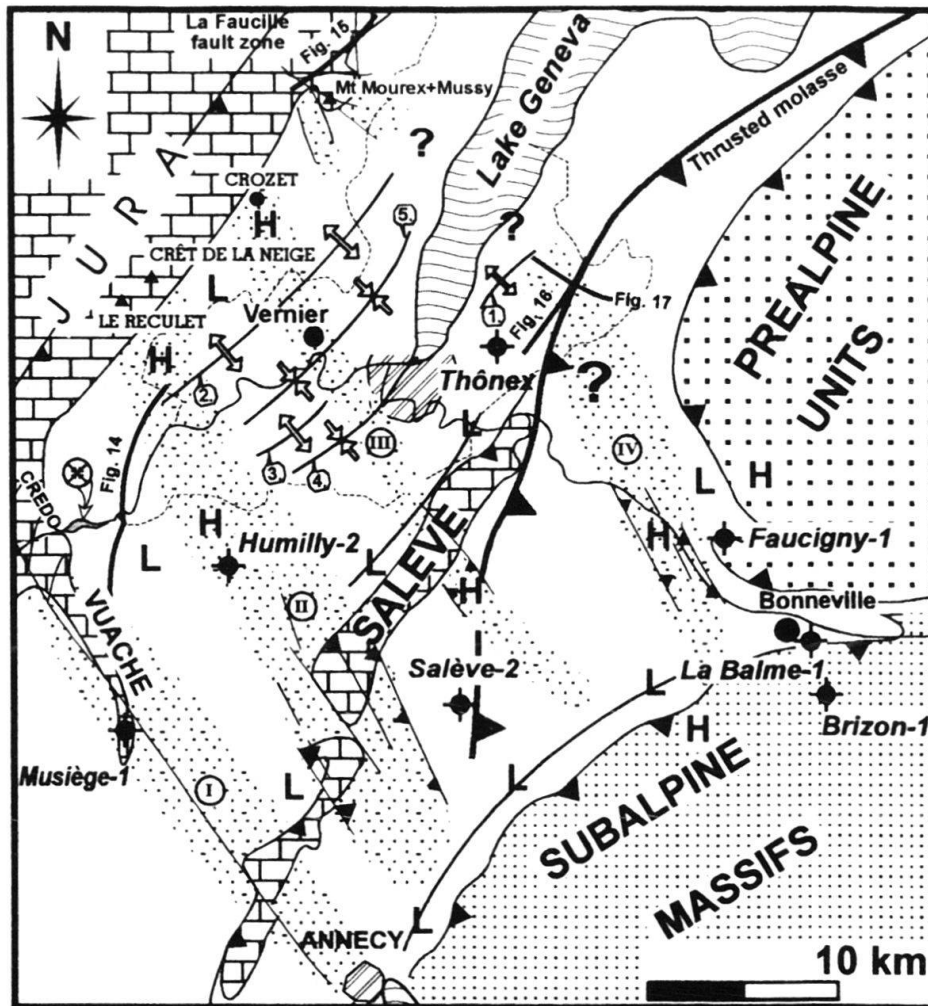 La Faucille
fault zone
N
Fig. 15
Mt Mourex+Mussy
Lake Geneva
Thrusted molasse
?
JURA
CROZET
H
5.
?
CRÊT DE LA NEIGE
L
PREALPINE
UNITS
LE RECULET
Vernier
1.
Fig. 16
Fig. 17
H
Thônex
?
2.
L
III
IV
Fig. 14
3.
4.
L
H
CREDO
H
Humilly-2
L
L
H
Faucigny-1
SALÈVE
H
Bonneville
VUACHE
II
Salève-2
L
La Balme-1
H
Brizon-1
Musiège-1
I
L
L
SUBALPINE
MASSIFS
L
ANNECY
10 km